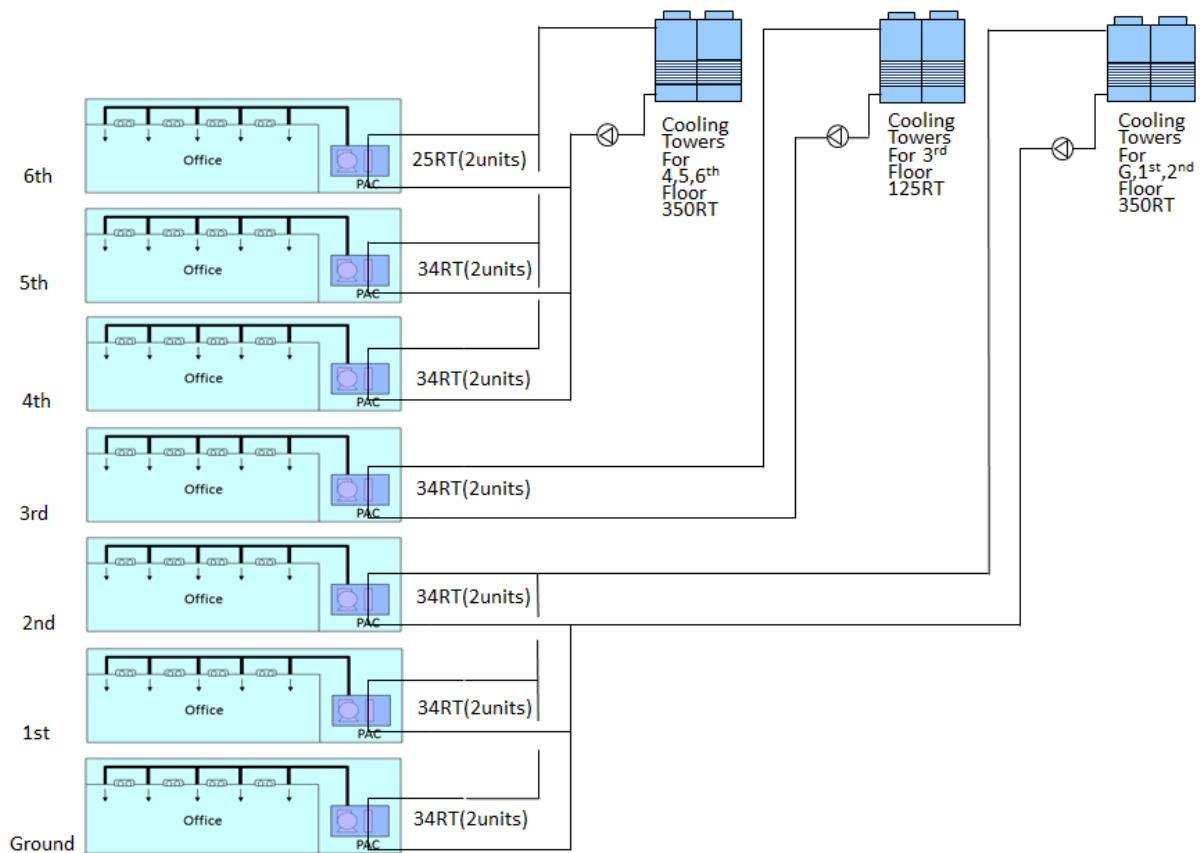 Cooling
Towers
For
4,5,6th
Floor
350RT
Cooling
Towers
For 3rd
Floor
125RT
Cooling
Towers
For
G,1st,2nd
Floor
350RT
6th
Office
PAC
25RT(2units)
5th
Office
PAC
34RT(2units)
4th
Office
PAC
34RT(2units)
3rd
Office
PAC
34RT(2units)
2nd
Office
PAC
34RT(2units)
1st
Office
PAC
34RT(2units)
Ground
Office
PAC
34RT(2units)